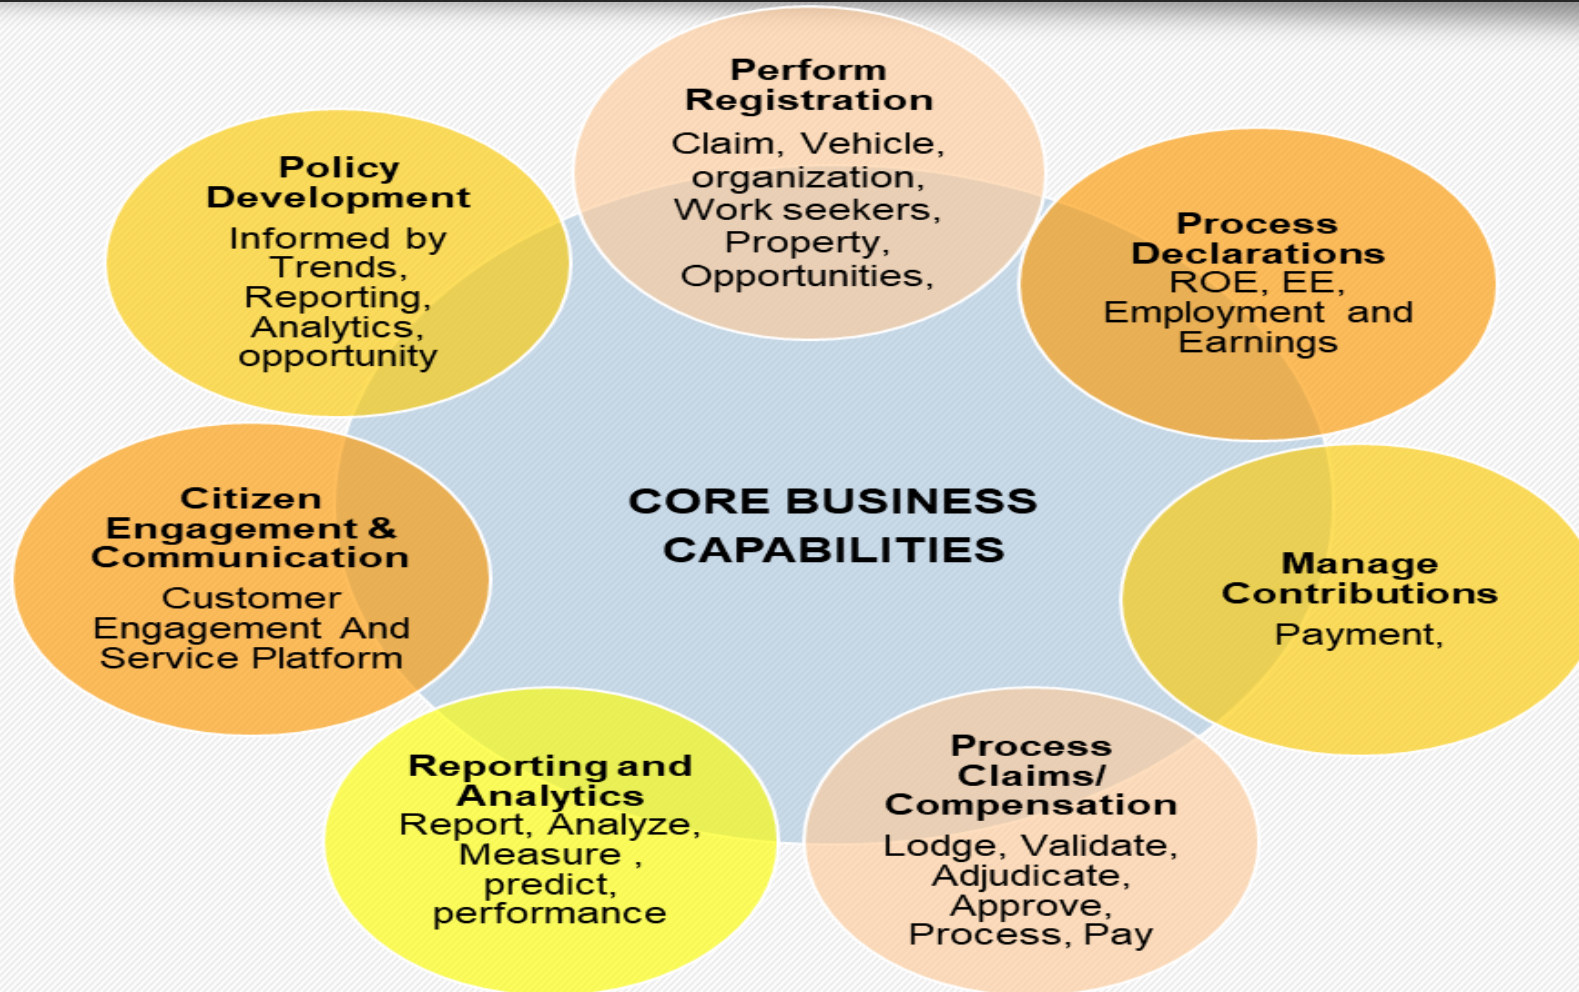 Perform
Registration
Claim, Vehicle,
organization,
Work seekers,
Property,
Opportunities,
Process
Declarations
ROE, EE,
Employment and
Earnings
Manage
Contributions
Payment,
Process
Claims/
Compensation
Lodge, Validate,
Adjudicate,
Approve,
Process, Pay
Reporting and
Analytics
Report, Analyze,
Measure ,
predict,
performance
Citizen
Engagement &
Communication
Customer
Engagement And
Service Platform
Policy
Development
Informed by
Trends,
Reporting,
Analytics,
opportunity
CORE BUSINESS
CAPABILITIES